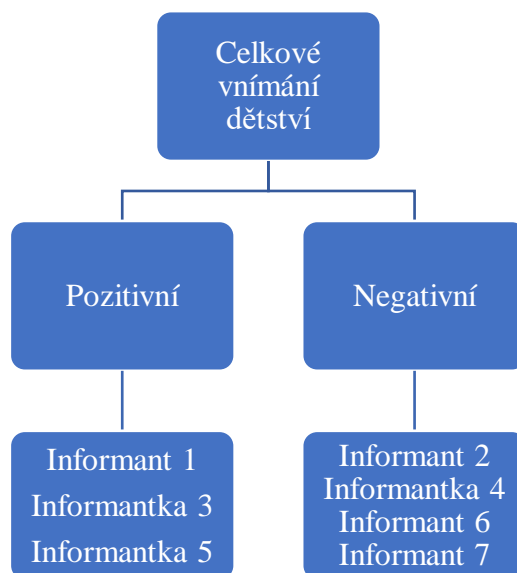 Celkové
vnímání
dětství
Pozitivní
Negativní
Informant 1
Informantka 3
Informantka 5
Informant 2
Informantka 4
Informant 6
Informant 7